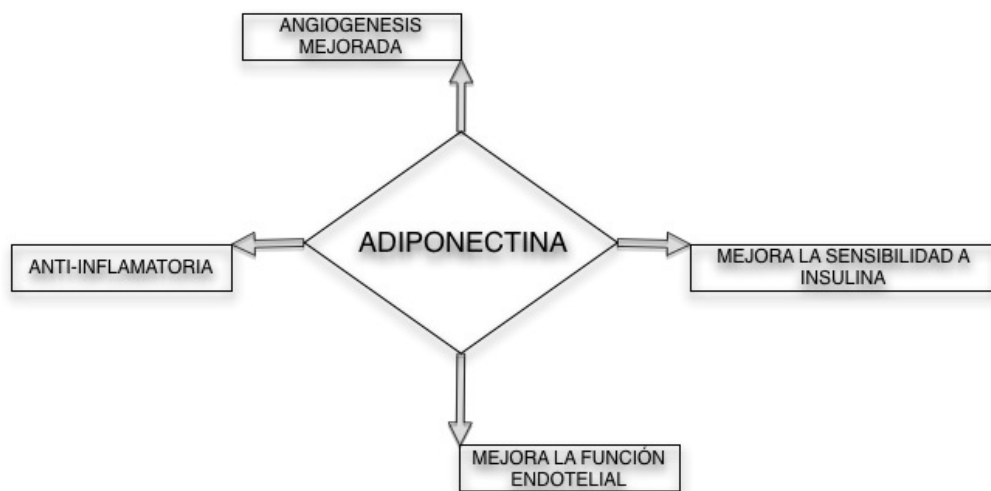 ANGIOGENESIS
MEJORADA
ANTI-INFLAMATORIA
ADIPONECTINA
MEJORA LA SENSIBILIDAD A
INSULINA
MEJORA LA FUNCIÓN
ENDOTELIAL